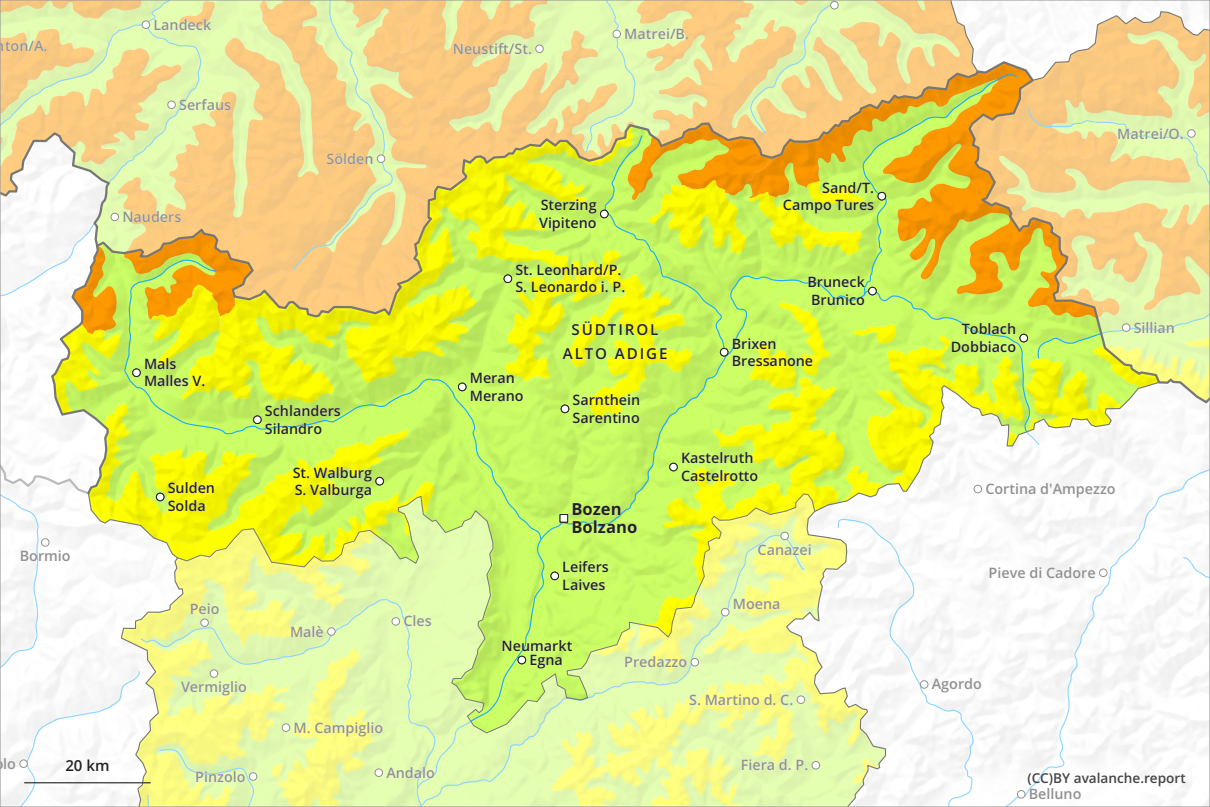 Landeck
Matrei/B.
nton/A.
Neustift/St.
Serfaus
Matrei/O.
Sölden
Sand/T.
Campo Tures
Nauders
Sterzing
Vipiteno
St. Leonhard/P.
S. Leonardo i. P.
Bruneck
Brunico
SÜDTIROL
ALTO ADIGE
Toblach
Dobbiaco
Sillian
Brixen
Bressanone
Mals
Malles V.
Meran
Merano
Sarnthein
Sarentino
Schlanders
Silandro
Kastelruth
Castelrotto
St. Walburg
S. Valburga
Sulden
Solda
Cortina d'Ampezzo
Bozen
Bolzano
Bormio
Canazei
Leifers
Laives
Pieve di Cadore
Peio
Moena
Cles
Malè
Neumarkt
Egna
Predazzo
Vermiglio
Agordo
S. Martino d. C.
M. Campiglio
20 km
olo
Pinzolo
Andalo
Fiera d. P.
(CC)BY avalanche.report
Belluno